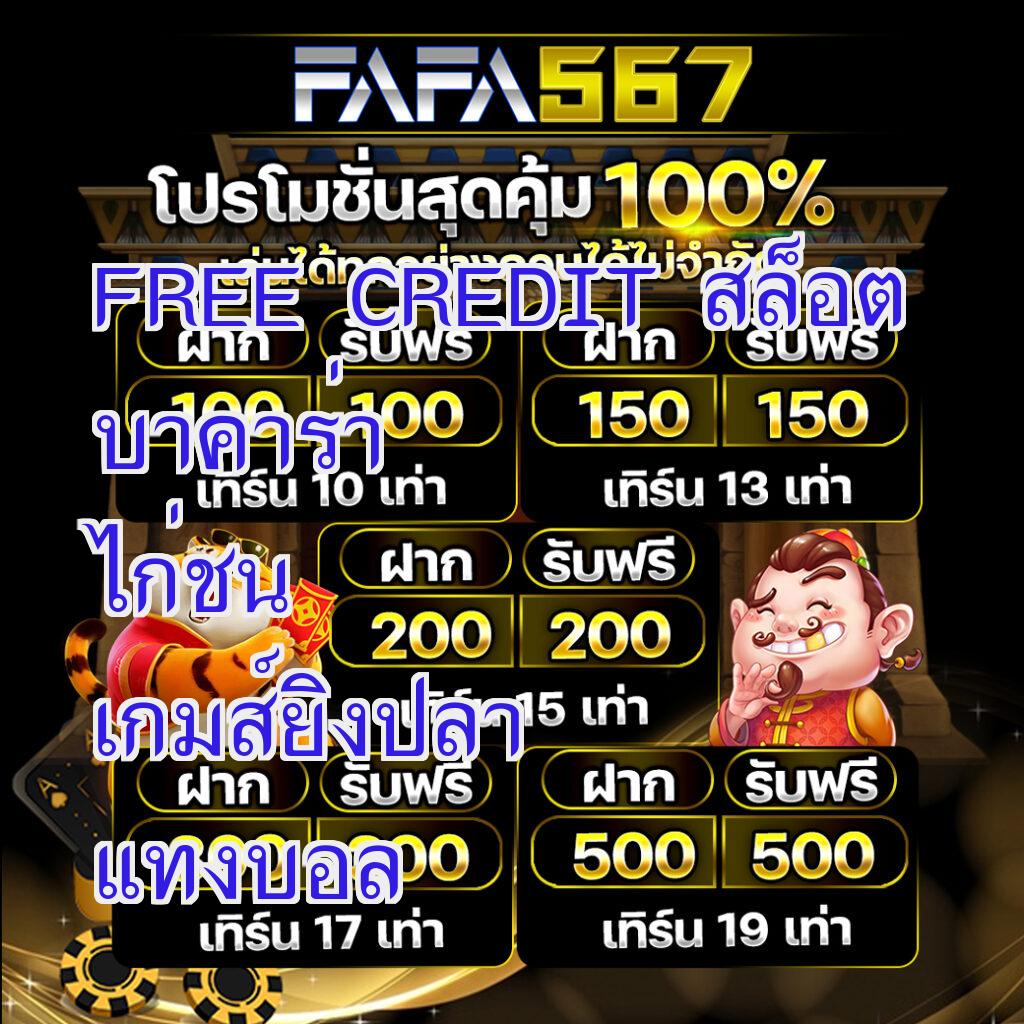 FAFA567
โปรโมชั่นสุดคุ้ม 100%
FREE CREDIT สล็อต
ฝาก รับฟรี ฝาก รับฟรี
100 100 150 150
บาคาร่า
เทิร์น 10 เท่า เทิร์น 13 เท่า
ไก่ชน
ฝาก รับฟรี
200 200
เกมส์ยิงปลา
15 เท่า
ฝาก รับฟรี ฝาก รับฟรี
500 500
แทงบอล
เทิร์น 17 เท่า เทิร์น 19 เท่า